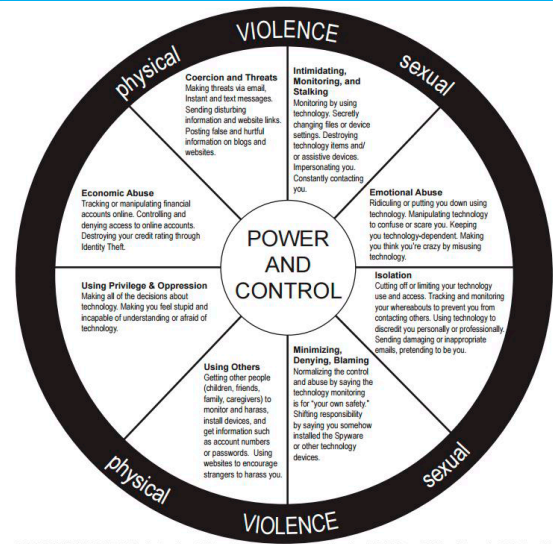 VIOLENCE
physical
sexual
Coercion and Threats
Making threats via email,
Instant and text messages.
Sending disturbing
information and website links.
Posting false and hurtful
information on blogs and
websites.
Intimidating,
Monitoring, and
Stalking
Monitoring by using
technology. Secretly
changing files or device
settings. Destroying
technology items and/
or assistive devices.
Impersonating you.
Constantly contacting
you.
Economic Abuse
Tracking or manipulating financial
accounts online. Controlling and
denying access to online accounts.
Destroying your credit rating through
Identity Theft.
Emotional Abuse
Ridiculing or putting you down using
technology. Manipulating technology
to confuse or scare you. Keeping
you technology-dependent. Making
you think you're crazy by misusing
technology.
POWER
AND
CONTROL
Using Privilege & Oppression
Making all of the decisions about
technology. Making you feel stupid and
incapable of understanding or afraid of
technology.
Isolation
Cutting off or limiting your technology
use and access. Tracking and monitoring
your whereabouts to prevent you from
contacting others. Using technology to
discredit you personally or professionally.
Sending damaging or inappropriate
emails, pretending to be you.
Using Others
Getting other people
(children, friends,
family, caregivers) to
monitor and harass,
install devices, and
get information such
as account numbers
or passwords. Using
websites to encourage
strangers to harass you.
Minimizing,
Denying, Blaming
Normalizing the control
and abuse by saying the
technology monitoring
is for "your own safety."
Shifting responsibility
by saying you somehow
installed the Spyware
or other technology
devices.
physical
sexual
VIOLENCE